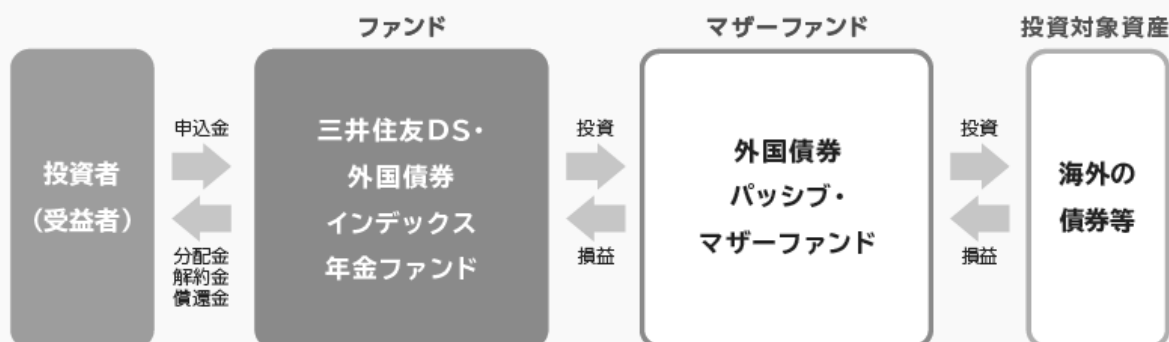 ファンド
マザーファンド
投資対象資産
投資者
（受益者）
申込金
分配金
解約金
償還金
三井住友DS・
外国債券
インデックス
年金ファンド
投資
損益
外国債券
パッシブ・
マザーファンド
投資
損益
海外の
債券等